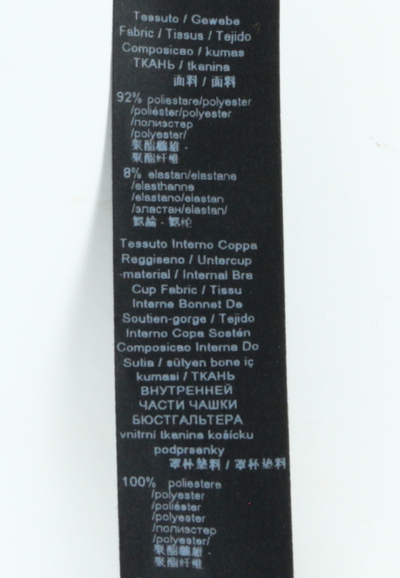 Tessuto / Gewebe
Fabric / Tissus / Tejido
Composicao / kumas
ТКАНЬ / tkanina
面料 / 面料
92% poliestere/polyester
/poliéster/polyester
/полиэстер
/polyester/
聚酯纖維 -
聚酯纤维
8% elastan/elastane
/elasthanne
/elastano/elastan
/эластан/elastan/
Tessuto Interno Coppa
Reggiseno / Untercup
-material / Internal Bra
Cup Fabric / Tissu
Interne Bonnet De
Soutien-gorge / Tejido
Interno Copa Sostén
Composicao Interna Do
Sutia / sütyen bone iç
kumasi / ТКАНЬ
ВНУТРЕННЕЙ
ЧАСТИ ЧАШКИ
БЮСТГАЛЬТЕРА
vnitrní tkanina košícku
podprsenky
罩杯墊料 / 罩杯垫料
100% poliestere
/polyester
/poliéster
/polyester
/полиэстер
/polyester/
聚酯纖維 -
聚酯纤维